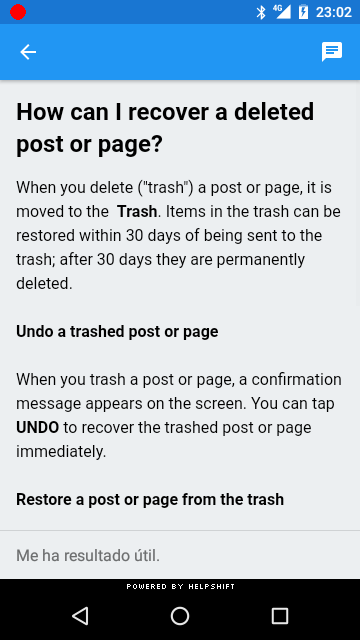 4G 23:02
How can I recover a deleted
post or page?
When you delete ("trash") a post or page, it is
moved to the Trash. Items in the trash can be
restored within 30 days of being sent to the
trash; after 30 days they are permanently
deleted.
Undo a trashed post or page
When you trash a post or page, a confirmation
message appears on the screen. You can tap
UNDO to recover the trashed post or page
immediately.
Restore a post or page from the trash
Me ha resultado útil.
POWERED BY HELPSHIFT